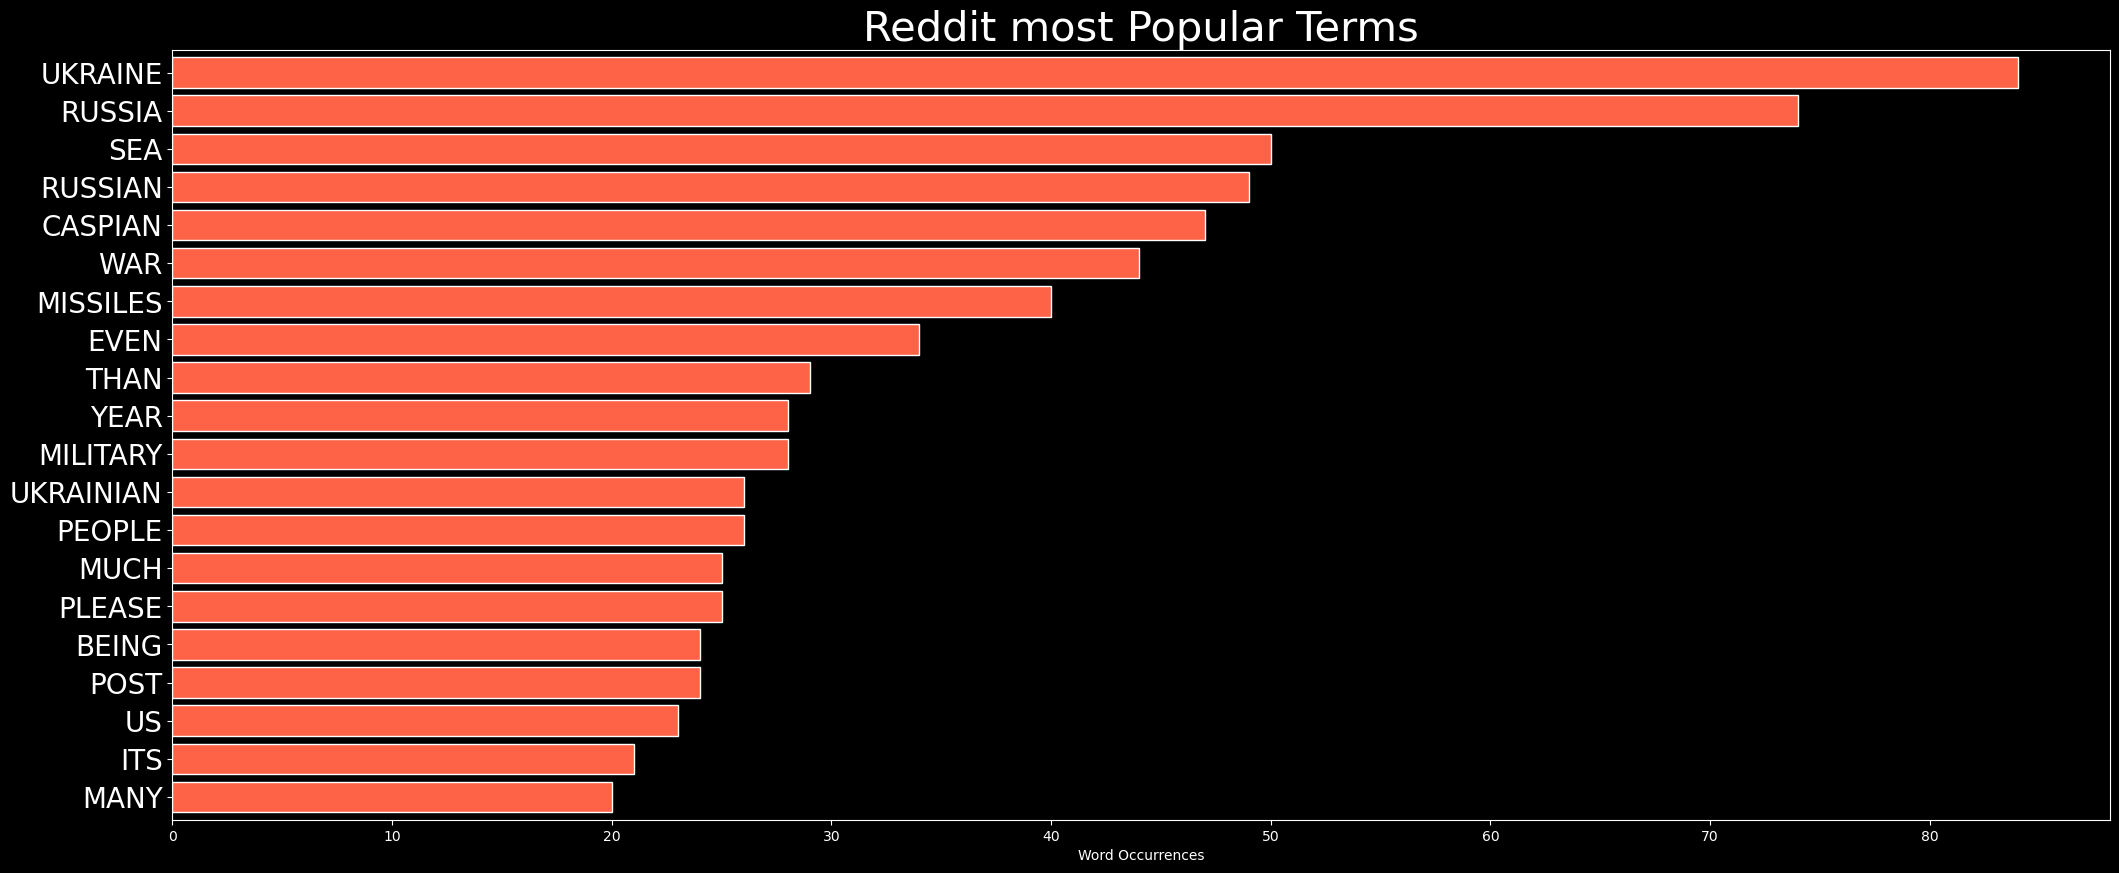 Reddit most Popular Terms
UKRAINE
RUSSIA
SEA
RUSSIAN
CASPIAN
WAR
MISSILES
EVEN
THAN
YEAR
MILITARY
UKRAINIAN
PEOPLE
MUCH
PLEASE
BEING
POST
US
ITS
MANY
0 10 20 30 40 50 60 70 80
Word Occurrences